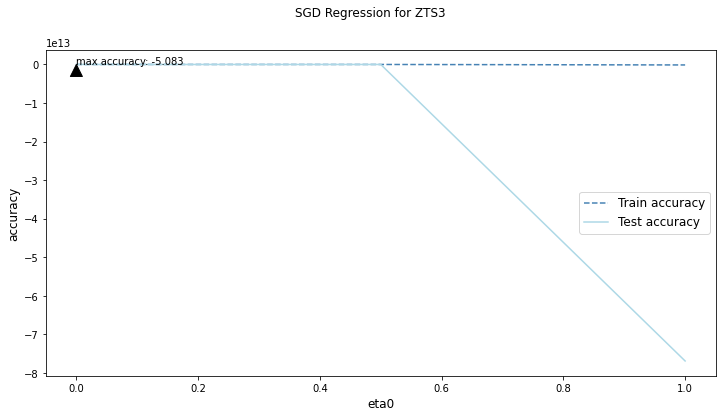 SGD Regression for ZTS3
1e13
max accuracy: -5.083
0
−1
−2
−3
−4
−5
−6
−7
−8
accuracy
Train accuracy
Test accuracy
0.0 0.2 0.4 0.6 0.8 1.0
eta0